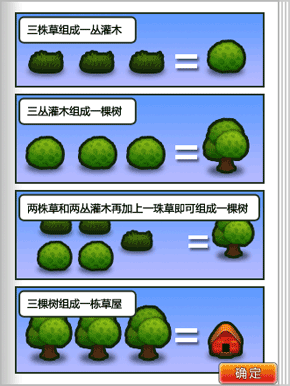 三株草组成一丛灌木
三丛灌木组成一棵树
两株草和两丛灌木再加上一珠草即可组成一棵树
三棵树组成一栋草屋
确定